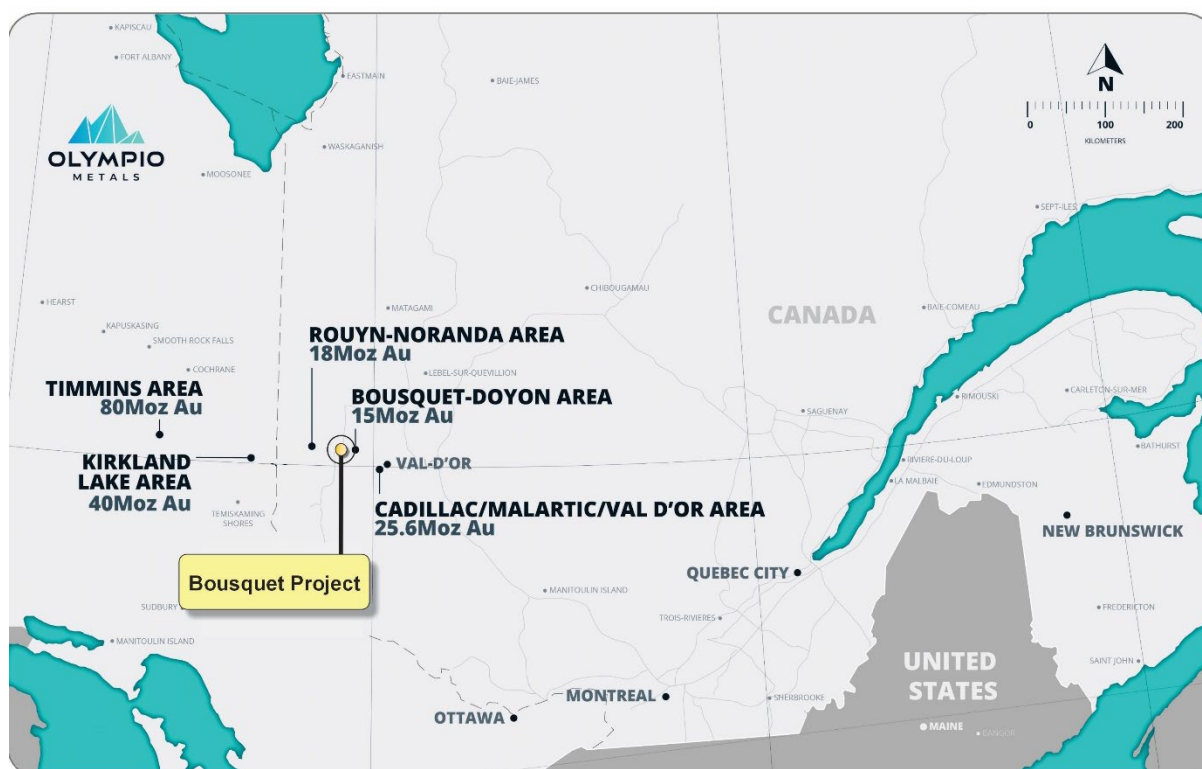 KAPISCAU
FORT ALBANY
EASTMAIN
BAIE-JAMES
N
0 100 200
KILOMETERS
OLYMPIO
METALS
WASKAGANISH
MOOSONEE
SEPT-ILES
HEARST
MATAGAMI
CHIBOUGAMAU
BAIE-COMEAU
CANADA
KAPUSKASING
SMOOTH ROCK FALLS
COCHRANE
ROUYN-NORANDA AREA
18Moz Au
LEBEL-SUR-QUEVILLION
TIMMINS AREA
80Moz Au
BOUSQUET-DOYON AREA
15Moz Au
CARLETON-SUR-MER
RIMOUSKI
SAGUENAY
BATHURST
KIRKLAND
LAKE AREA
40Moz Au
VAL-D'OR
RIVIERE-DU-LOUP
LA MALBAIE
EDMUNDSTON
TEMISKAMING
SHORES
CADILLAC/MALARTIC/VAL D'OR AREA
25.6Moz Au
NEW BRUNSWICK
Bousquet Project
QUEBEC CITY
MANITOULIN ISLAND
SUDBURY
TROIS-RIVIERES
FREDERICTON
MANITOULIN ISLAND
UNITED
STATES
SAINT JOHN
MONTREAL
SHERBROOKE
OTTAWA
MAINE
BANGOR